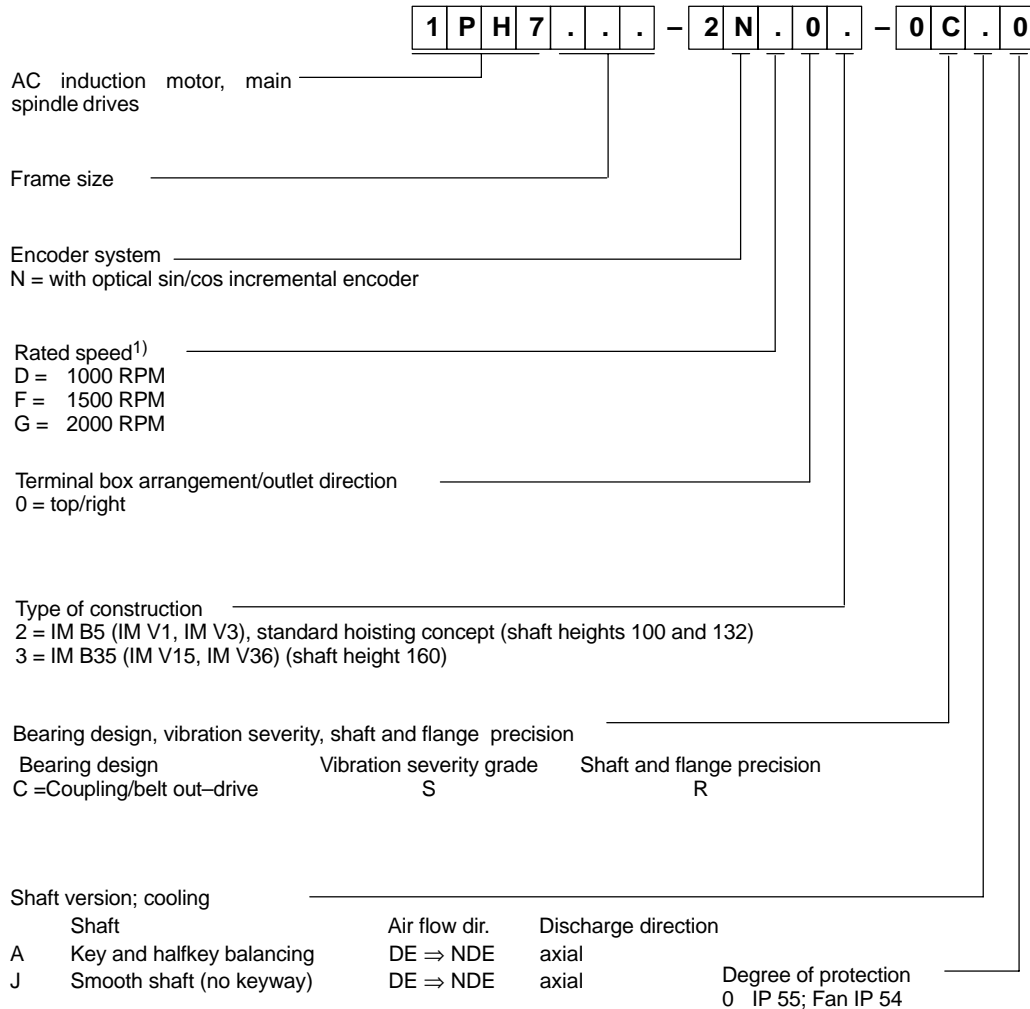 1 P H 7 . . . – 2 N . 0 . – 0 C . 0
AC induction motor, main
spindle drives
Frame size
Encoder system
N = with optical sin/cos incremental encoder
Rated speed1)
D = 1000 RPM
F = 1500 RPM
G = 2000 RPM
Terminal box arrangement/outlet direction
0 = top/right
Type of construction
2 = IM B5 (IM V1, IM V3), standard hoisting concept (shaft heights 100 and 132)
3 = IM B35 (IM V15, IM V36) (shaft height 160)
Bearing design, vibration severity, shaft and flange precision
Bearing design Vibration severity grade Shaft and flange precision
C =Coupling/belt out–drive S R
Shaft version; cooling
Shaft Air flow dir. Discharge direction
A Key and halfkey balancing DE ⇒ NDE axial
J Smooth shaft (no keyway) DE ⇒ NDE axial
Degree of protection
0 IP 55; Fan IP 54